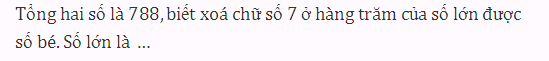 Tổng hai số là 788, biết xoá chữ số 7 ở hàng trăm của số lớn được
số bé. Số lớn là ...